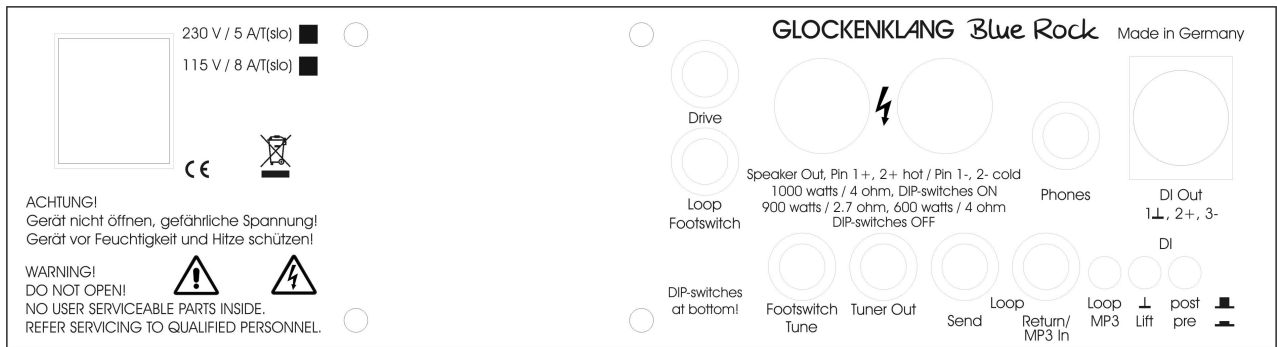 230 V / 5 A/T(slo)
115 V / 8 A/T(slo)
CE
ACHTUNG!
Gerät nicht öffnen, gefährliche Spannung!
Gerät vor Feuchtigkeit und Hitze schützen!
WARNING!
DO NOT OPEN!
NO USER SERVICEABLE PARTS INSIDE.
REFER SERVICING TO QUALIFIED PERSONNEL.
GLOCKENKLANG Blue Rock Made in Germany
Drive
Loop
Footswitch
Speaker Out, Pin 1+, 2+ hot / Pin 1-, 2- cold
1000 watts / 4 ohm, DIP-switches ON
900 watts / 2.7 ohm, 600 watts / 4 ohm
DIP-switches OFF
Phones
DI Out
1⊥, 2+, 3-
DIP-switches
at bottom!
Footswitch
Tune
Tuner Out
Loop
Send
Return/
MP3 In
DI
Loop ⊥ post
MP3 Lift pre